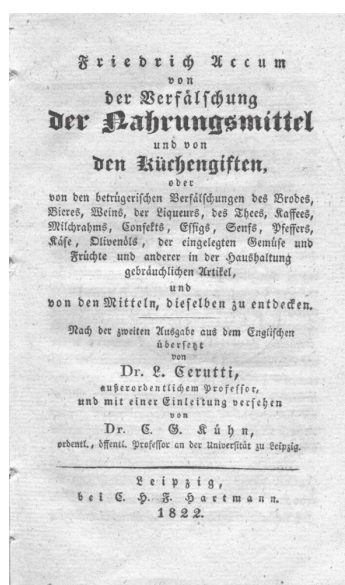 Friedrich Accum
von
der Verfälschung
der Nahrungsmittel
und von
den Küchengiften,
oder
von den betrügerischen Verfälschungen des Brodes,
Bieres, Weins, der Liqueurs, des Thees, Kaffees,
Milchrahms, Confekts, Essigs, Senfs, Pfeffers,
Käse, Olivenöls, der eingelegten Gemüse und
Früchte und anderer in der Haushaltung
gebräuchlichen Artikel,
und
von den Mitteln, dieselben zu entdecken.
Nach der zweiten Ausgabe aus dem Englischen
übersetzt
von
Dr. L. Cerutti,
außerordentlichem Professor,
und mit einer Einleitung versehen
von
Dr. C. G. Kühn,
ordentl., öffentl. Professor an der Universität zu Leipzig.
Leipzig,
bei C. H. F. Hartmann.
1822.